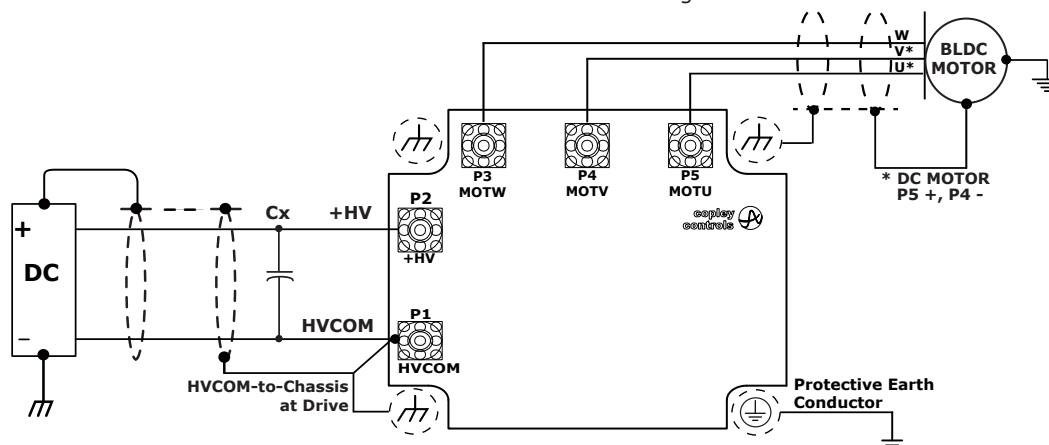 W
V*
U*
BLDC
MOTOR
P3
MOTW
P4
MOTV
P5
MOTU
* DC MOTOR
P5 +, P4 -
copley
controls
+
DC
–
Cx
+HV
P2
+HV
HVCOM
P1
HVCOM
HVCOM-to-Chassis
at Drive
Protective Earth
Conductor